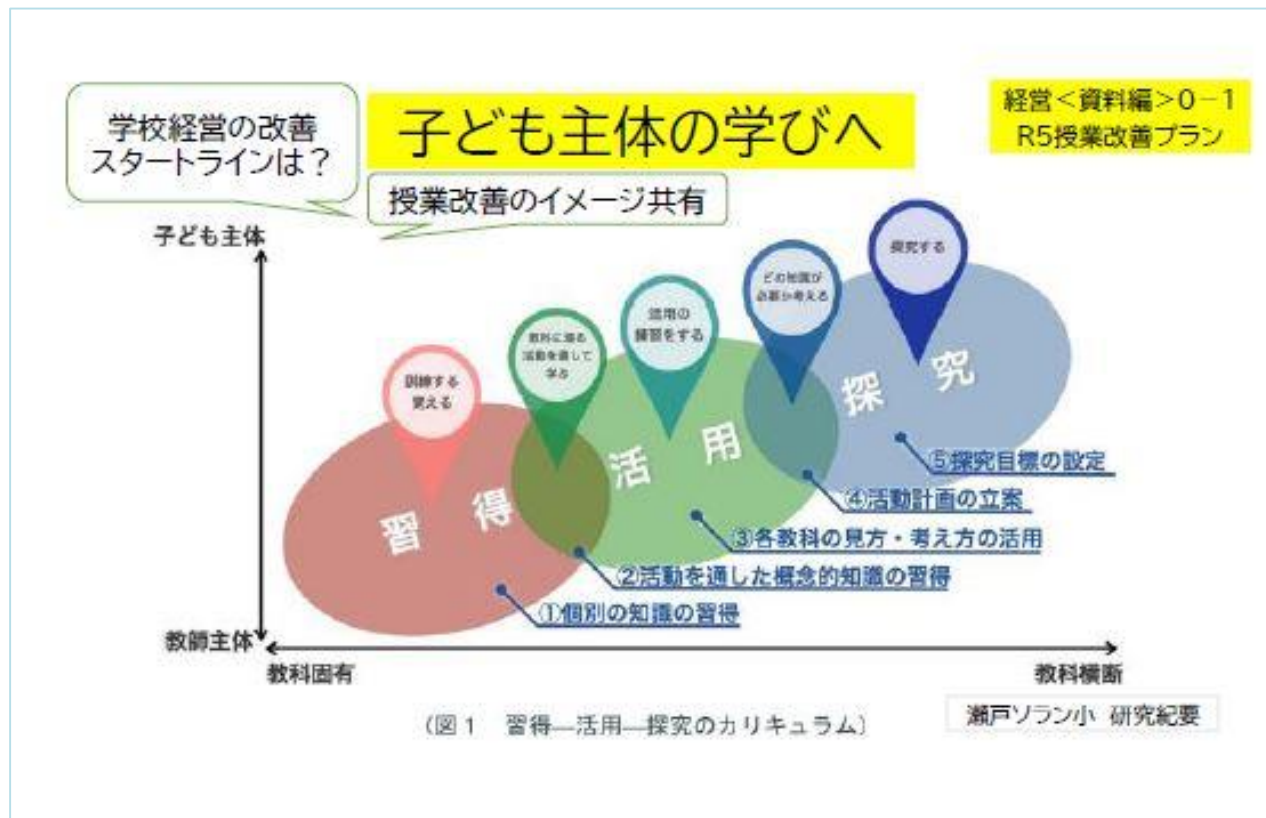 学校経営の改善
スタートラインは？
子ども主体の学びへ
経営＜資料編＞０－１
R5授業改善プラン
授業改善のイメージ共有
子ども主体
探究する
どの知識が
必要か考える
活用の
練習をする
教科に迫る
活動を通して
学ぶ
訓練する
覚える
探究
活用
習得
⑤探究目標の設定
④活動計画の立案
③各教科の見方・考え方の活用
②活動を通した概念的知識の習得
①個別の知識の習得
教師主体
教科固有
教科横断
（図１　習得―活用―探究のカリキュラム）
瀬戸ソラン小 研究紀要